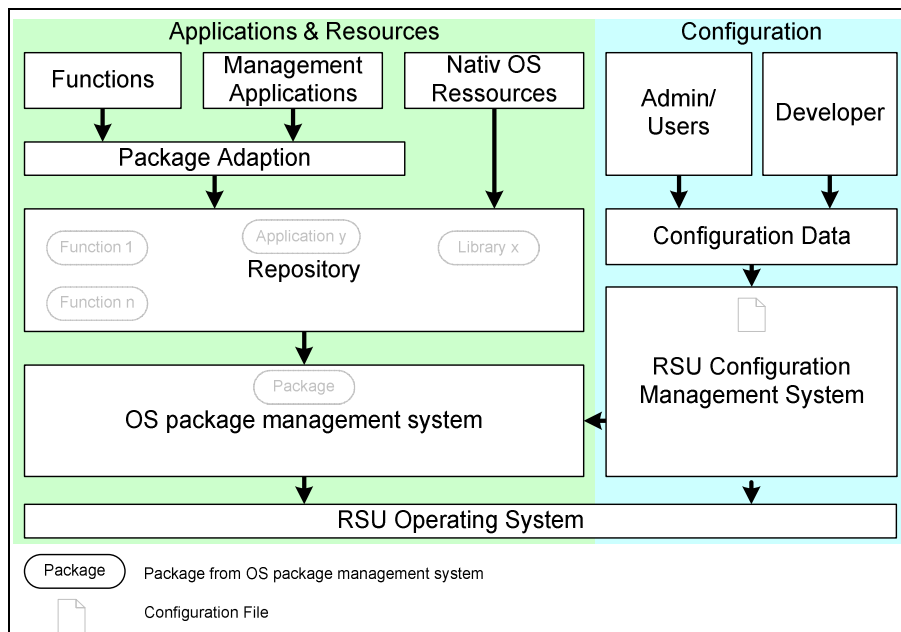 Applications & Resources
Configuration
Functions
Management
Applications
Nativ OS
Ressources
Admin/
Users
Developer
Package Adaption
Function 1
Application y
Library x
Repository
Function n
Configuration Data
Package
OS package management system
RSU Configuration
Management System
RSU Operating System
Package
Package from OS package management system
Configuration File